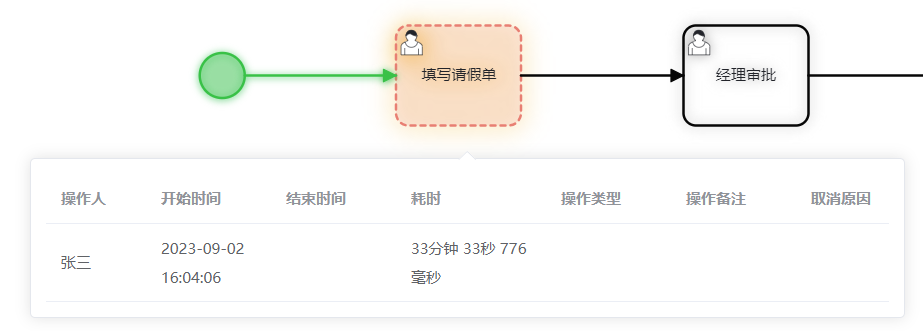 填写请假单
经理审批
操作人 开始时间 结束时间 耗时 操作类型 操作备注 取消原因
张三 2023-09-02 33分钟 33秒 776
16:04:06 毫秒